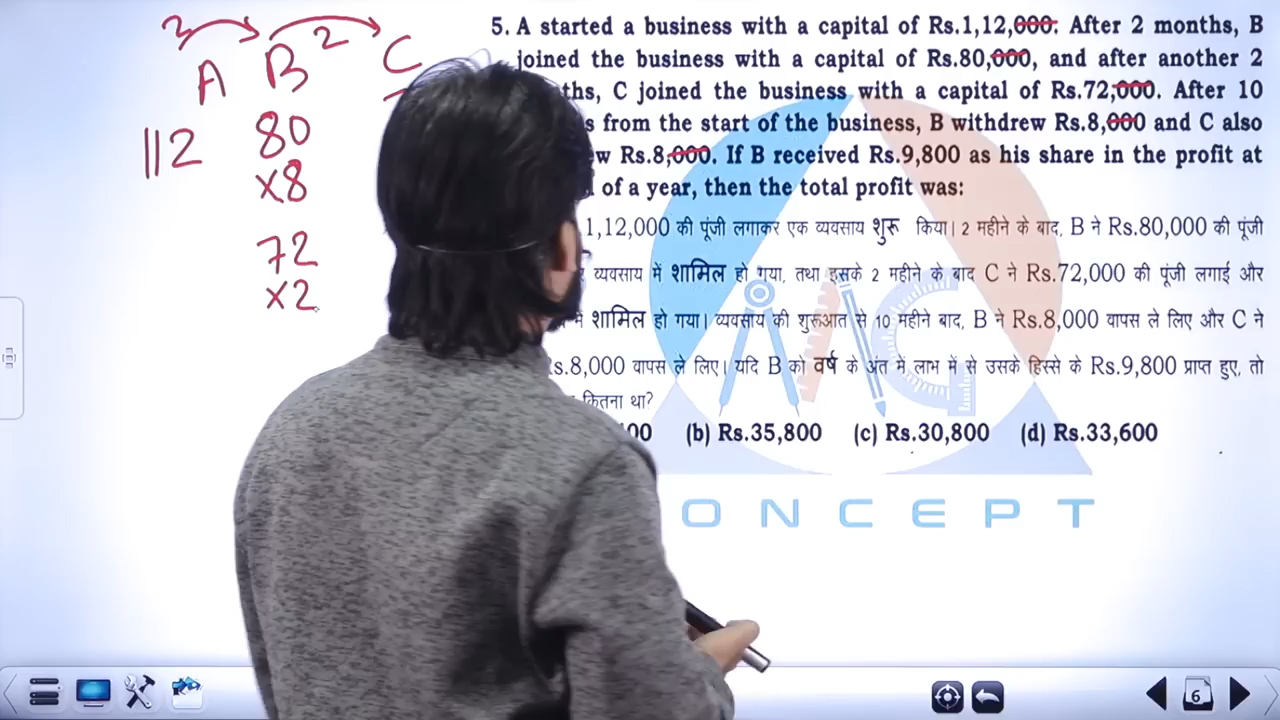 2 2
A B C
112 80
×8
72
×2
5. A started a business with a capital of Rs.1,12,000. After 2 months, B
joined the business with a capital of Rs.80,000, and after another 2
ths, C joined the business with a capital of Rs.72,000. After 10
s from the start of the business, B withdrew Rs.8,000 and C also
ew Rs.8,000. If B received Rs.9,800 as his share in the profit at
of a year, then the total profit was:
1,12,000 की पूंजी लगाकर एक व्यवसाय शुरू किया। 2 महीने के बाद, B ने Rs.80,000 की पूंजी
व्यवसाय में शामिल हो गया, तथा इसके 2 महीने के बाद C ने Rs.72,000 की पूंजी लगाई और
में शामिल हो गया। व्यवसाय की शुरूआत से 10 महीने बाद, B ने Rs.8,000 वापस ले लिए और C ने
s.8,000 वापस ले लिए। यदि B को वर्ष के अंत में लाभ में से उसके हिस्से के Rs.9,800 प्राप्त हुए, तो
कितना था?
00 (b) Rs.35,800 (c) Rs.30,800 (d) Rs.33,600
ONCEPT
6